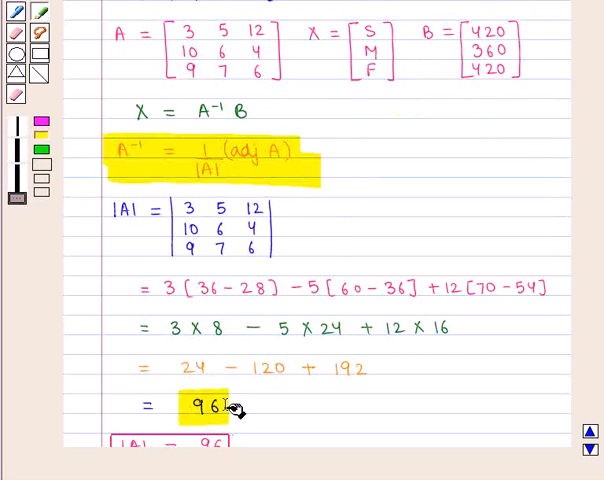 A = [ 3 5 12 ] X = [ S ] B = [ 420 ]
[ 10 6 4 ] [ M ] [ 360 ]
[ 9 7 6 ] [ F ] [ 420 ]
X = A⁻¹ B
A⁻¹ = 1 (adj A)
|A|
|A| = | 3 5 12 |
| 10 6 4 |
| 9 7 6 |
= 3 [ 36 – 28 ] – 5 [ 60 – 36 ] + 12 [ 70 – 54 ]
= 3 × 8 – 5 × 24 + 12 × 16
= 24 – 120 + 192
= 96
|A| = 96